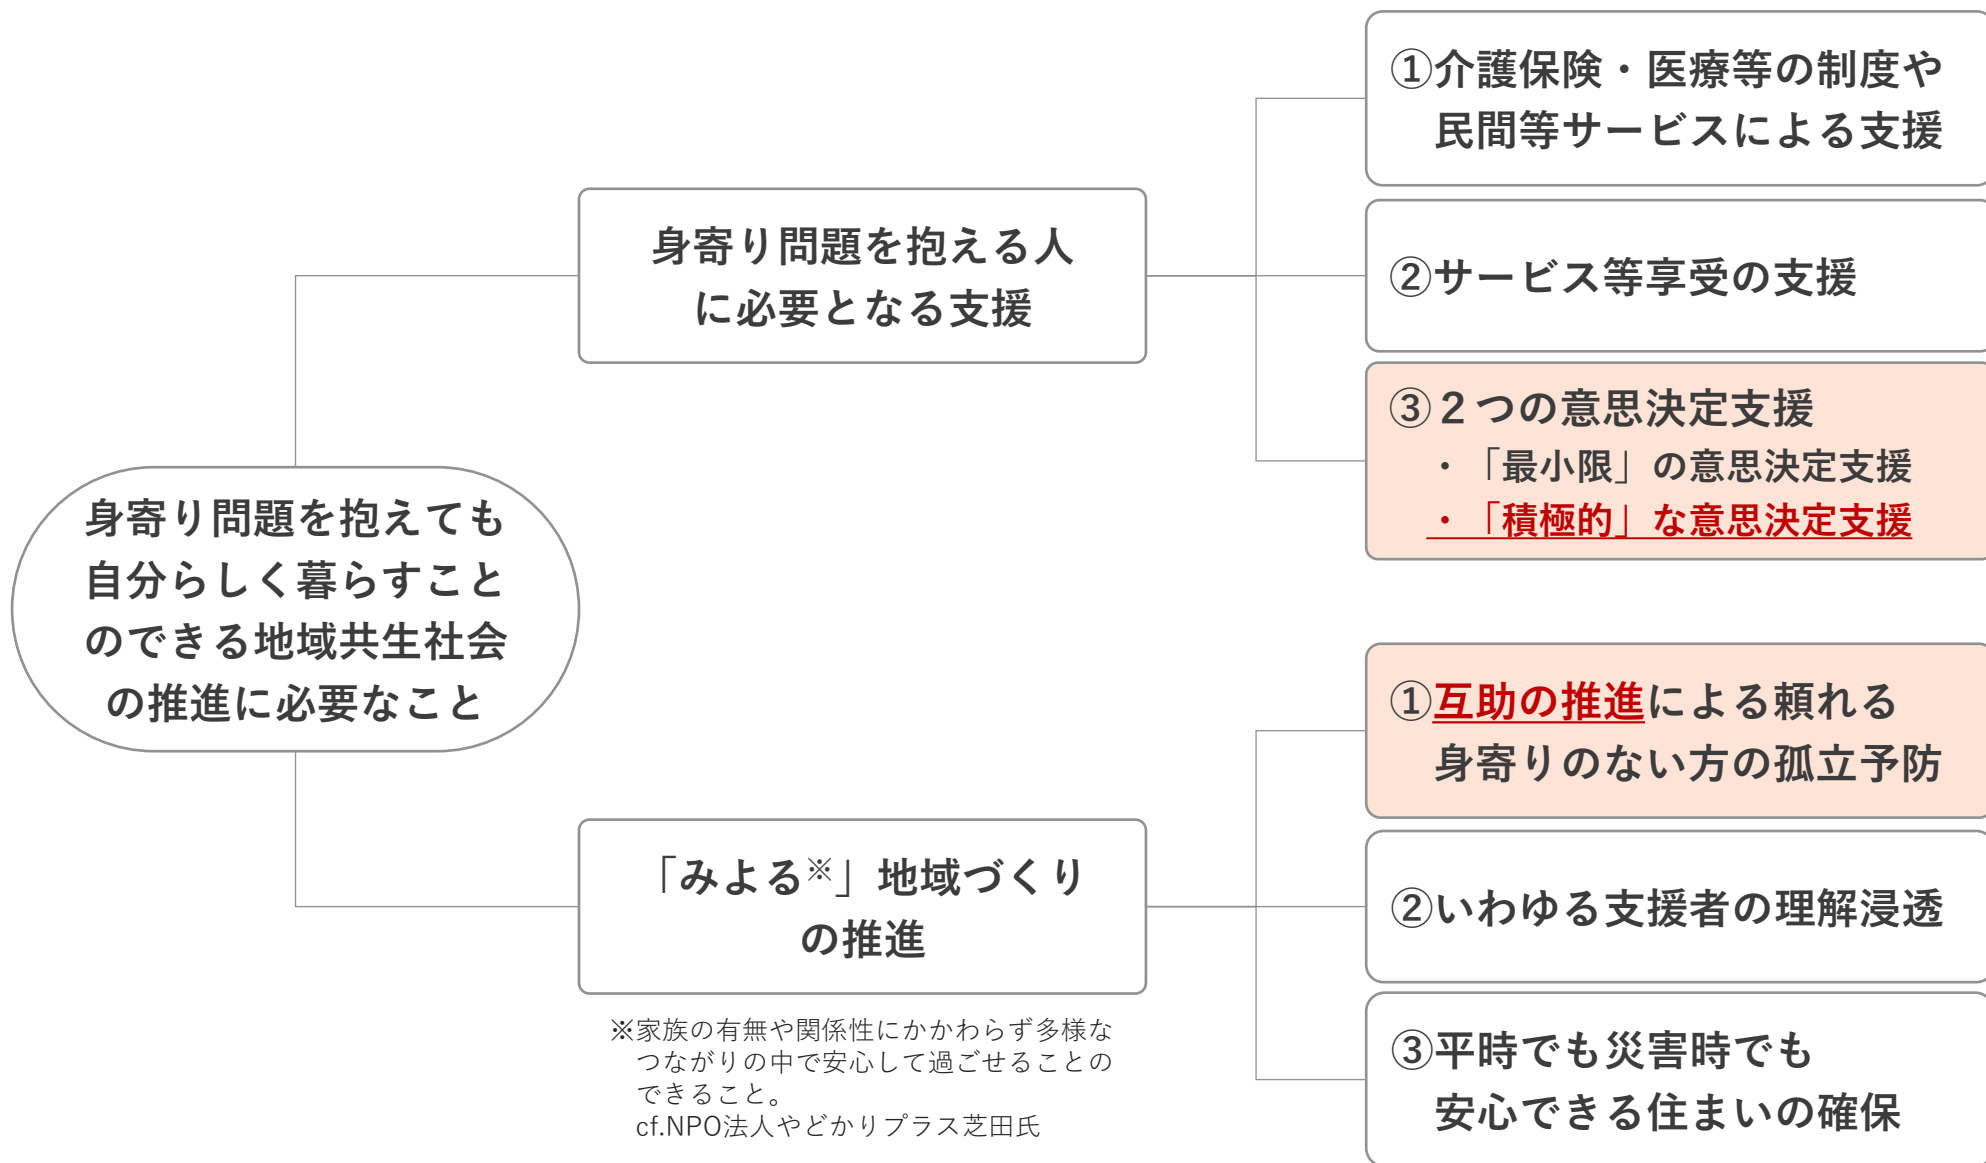 身寄り問題を抱えても
自分らしく暮らすこと
のできる地域共生社会
の推進に必要なこと
身寄り問題を抱える人
に必要となる支援
①介護保険・医療等の制度や
民間等サービスによる支援
②サービス等享受の支援
③２つの意思決定支援
・「最小限」の意思決定支援
・「積極的」な意思決定支援
「みよる※」地域づくり
の推進
※家族の有無や関係性にかかわらず多様な
つながりの中で安心して過ごせることの
できること。
cf.NPO法人やどかりプラス芝田氏
①互助の推進による頼れる
身寄りのない方の孤立予防
②いわゆる支援者の理解浸透
③平時でも災害時でも
安心できる住まいの確保